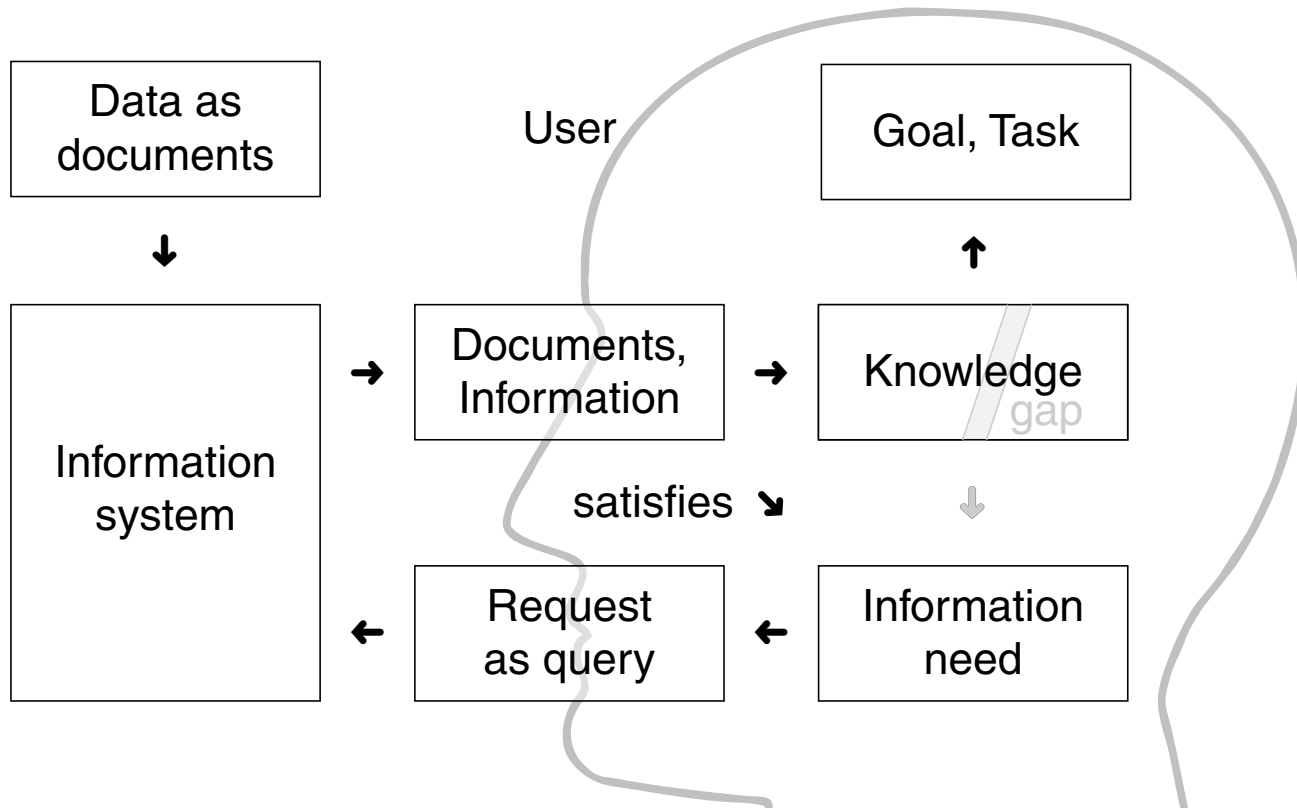 Data as
documents
User
Goal, Task
Documents,
Information
Knowledge
gap
Information
system
satisfies
Request
as query
Information
need